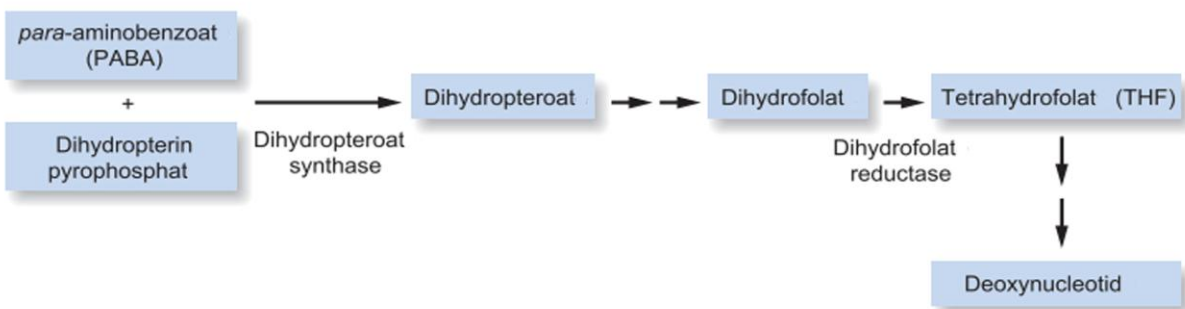 para-aminobenzoat
(PABA)
+
Dihydropterin
pyrophosphat
Dihydropteroat
synthase
Dihydropteroat
Dihydrofolat
Dihydrofolat
reductase
Tetrahydrofolat (THF)
Deoxynucleotid